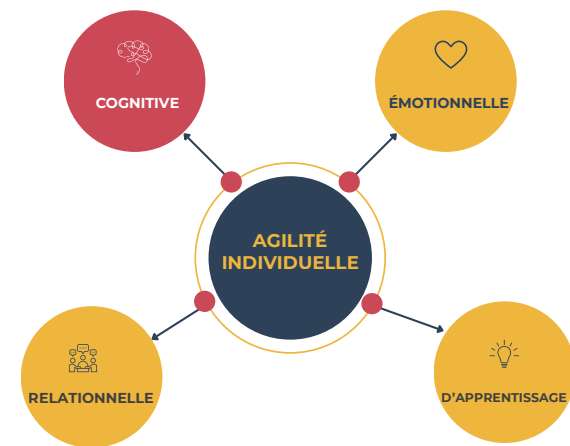 COGNITIVE
ÉMOTIONNELLE
AGILITÉ
INDIVIDUELLE
RELATIONNELLE
D'APPRENTISSAGE